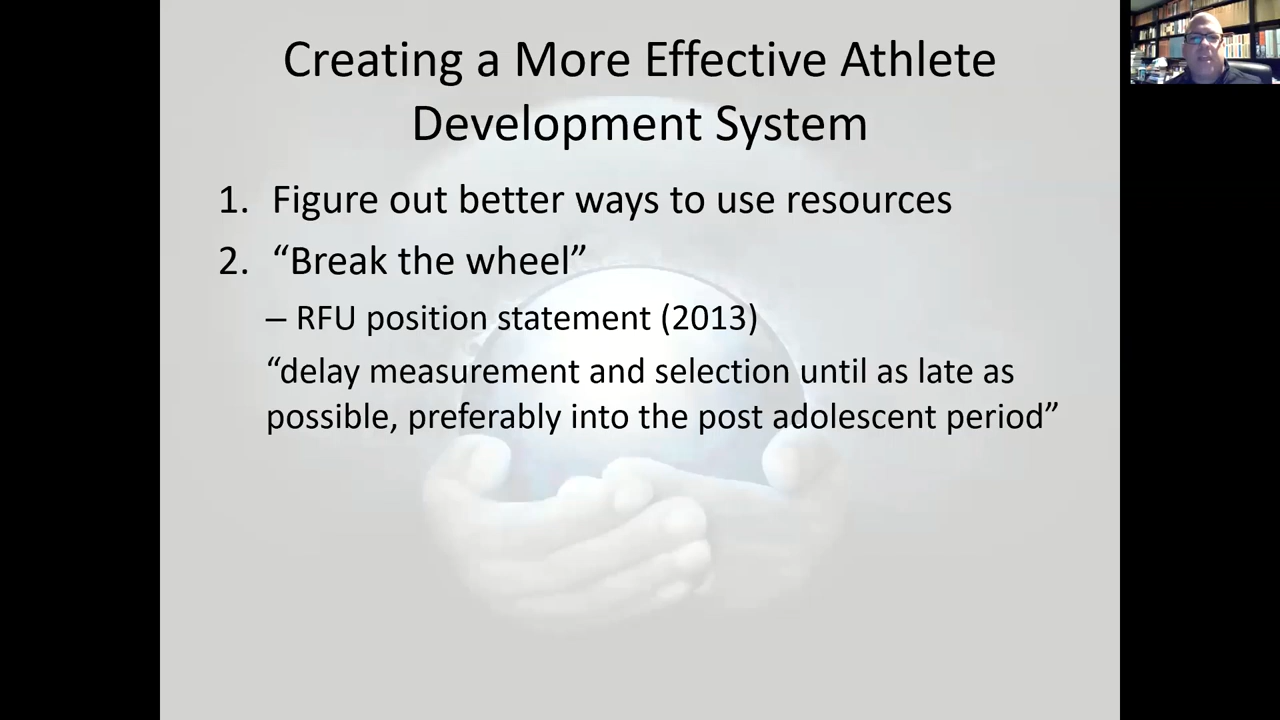 Creating a More Effective Athlete
Development System
1. Figure out better ways to use resources
2. “Break the wheel”
– RFU position statement (2013)
“delay measurement and selection until as late as
possible, preferably into the post adolescent period”